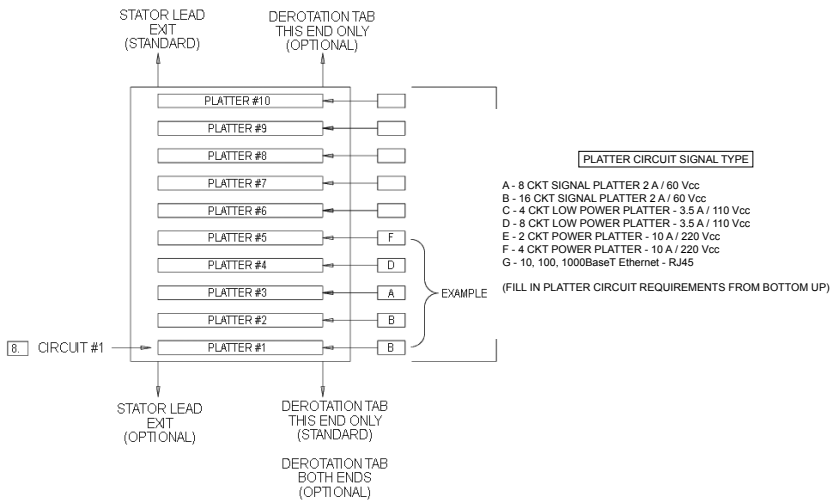 STATOR LEAD
EXIT
(STANDARD)
DEROTATION TAB
THIS END ONLY
(OPTIONAL)
PLATTER #10
PLATTER #9
PLATTER #8
PLATTER #7
PLATTER #6
PLATTER #5
F
PLATTER #4
D
PLATTER #3
A
PLATTER #2
B
8. CIRCUIT #1
PLATTER #1
B
EXAMPLE
PLATTER CIRCUIT SIGNAL TYPE
A - 8 CKT SIGNAL PLATTER 2 A / 60 Vcc
B - 16 CKT SIGNAL PLATTER 2 A / 60 Vcc
C - 4 CKT LOW POWER PLATTER - 3.5 A / 110 Vcc
D - 8 CKT LOW POWER PLATTER - 3.5 A / 110 Vcc
E - 2 CKT POWER PLATTER - 10 A / 220 Vcc
F - 4 CKT POWER PLATTER - 10 A / 220 Vcc
G - 10, 100, 1000BaseT Ethernet - RJ45
(FILL IN PLATTER CIRCUIT REQUIREMENTS FROM BOTTOM UP)
STATOR LEAD
EXIT
(OPTIONAL)
DEROTATION TAB
THIS END ONLY
(STANDARD)
DEROTATION TAB
BOTH ENDS
(OPTIONAL)